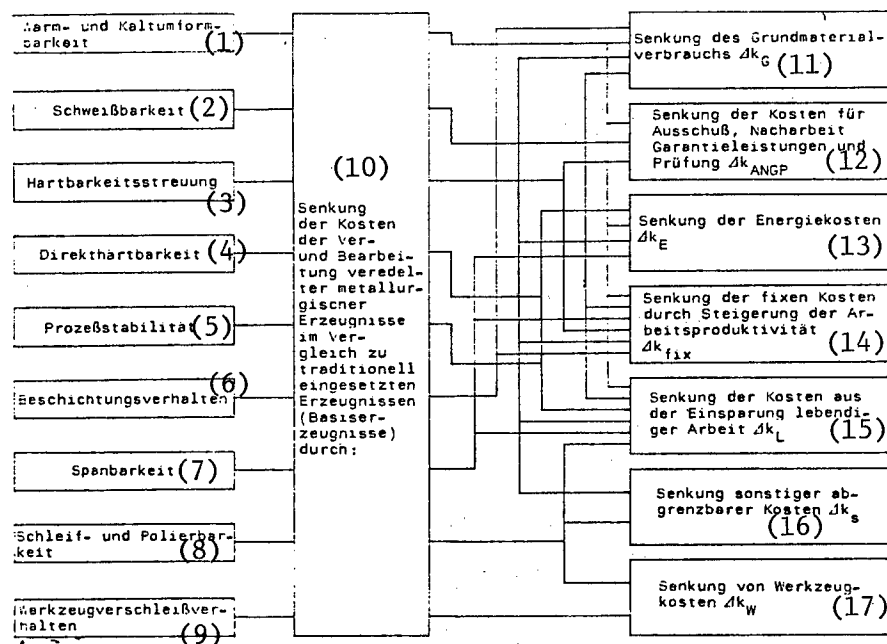 Warm- und Kaltumform-
barkeit (1)
Schweißbarkeit (2)
Hartbarkeitsstreuung
(3)
Direkthartbarkeit (4)
Prozeßstabilität (5)
(6)
Beschichtungsverhalten
Spanbarkeit (7)
Schleif- und Polierbar-
keit (8)
Werkzeugverschleißver-
halten (9)
(10)
Senkung
der Kosten
der Ver-
und Bearbei-
tung veredel-
ter metallur-
gischer
Erzeugnisse
im Ver-
gleich zu
traditionell
eingesetzten
Erzeugnissen
(Basiser-
zeugnisse)
durch:
Senkung des Grundmaterial-
verbrauchs Δk_G (11)
Senkung der Kosten für
Ausschuß, Nacharbeit
Garantieleistungen und
Prüfung Δk_ANGP (12)
Senkung der Energiekosten
Δk_E (13)
Senkung der fixen Kosten
durch Steigerung der Ar-
beitsproduktivität
Δk_fix (14)
Senkung der Kosten aus
der Einsparung lebendi-
ger Arbeit Δk_L (15)
Senkung sonstiger ab-
grenzbarer Kosten Δk_s
(16)
Senkung von Werkzeug-
kosten Δk_W (17)